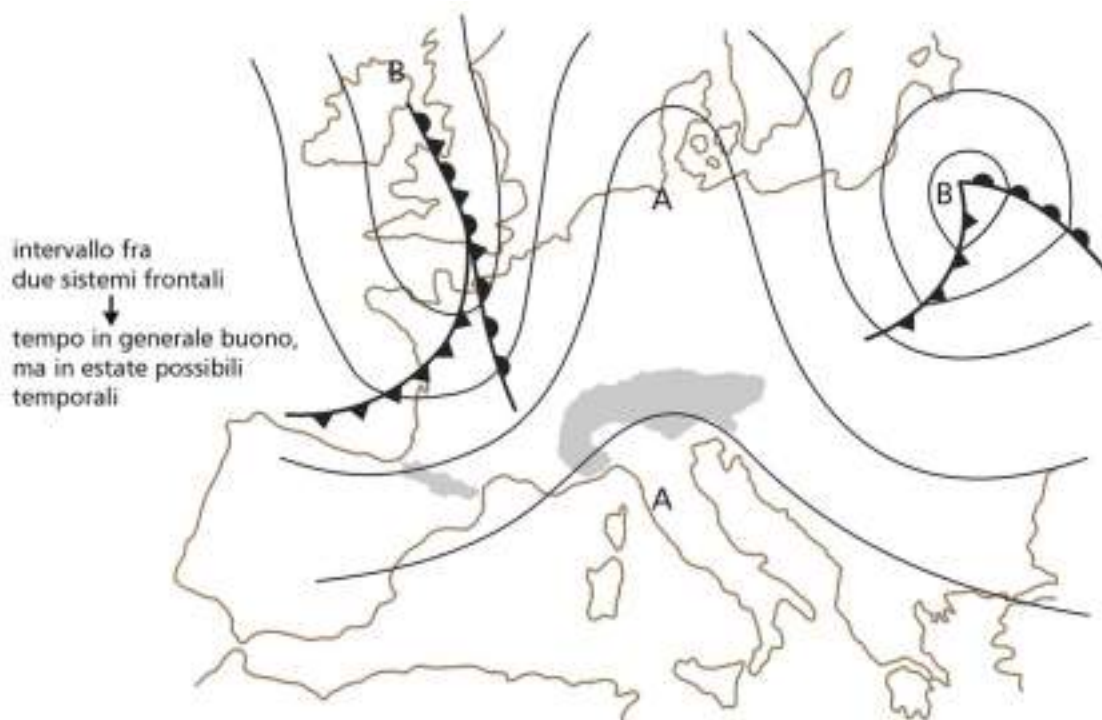 B
A
B
intervallo fra
due sistemi frontali
tempo in generale buono,
ma in estate possibili
temporali
A